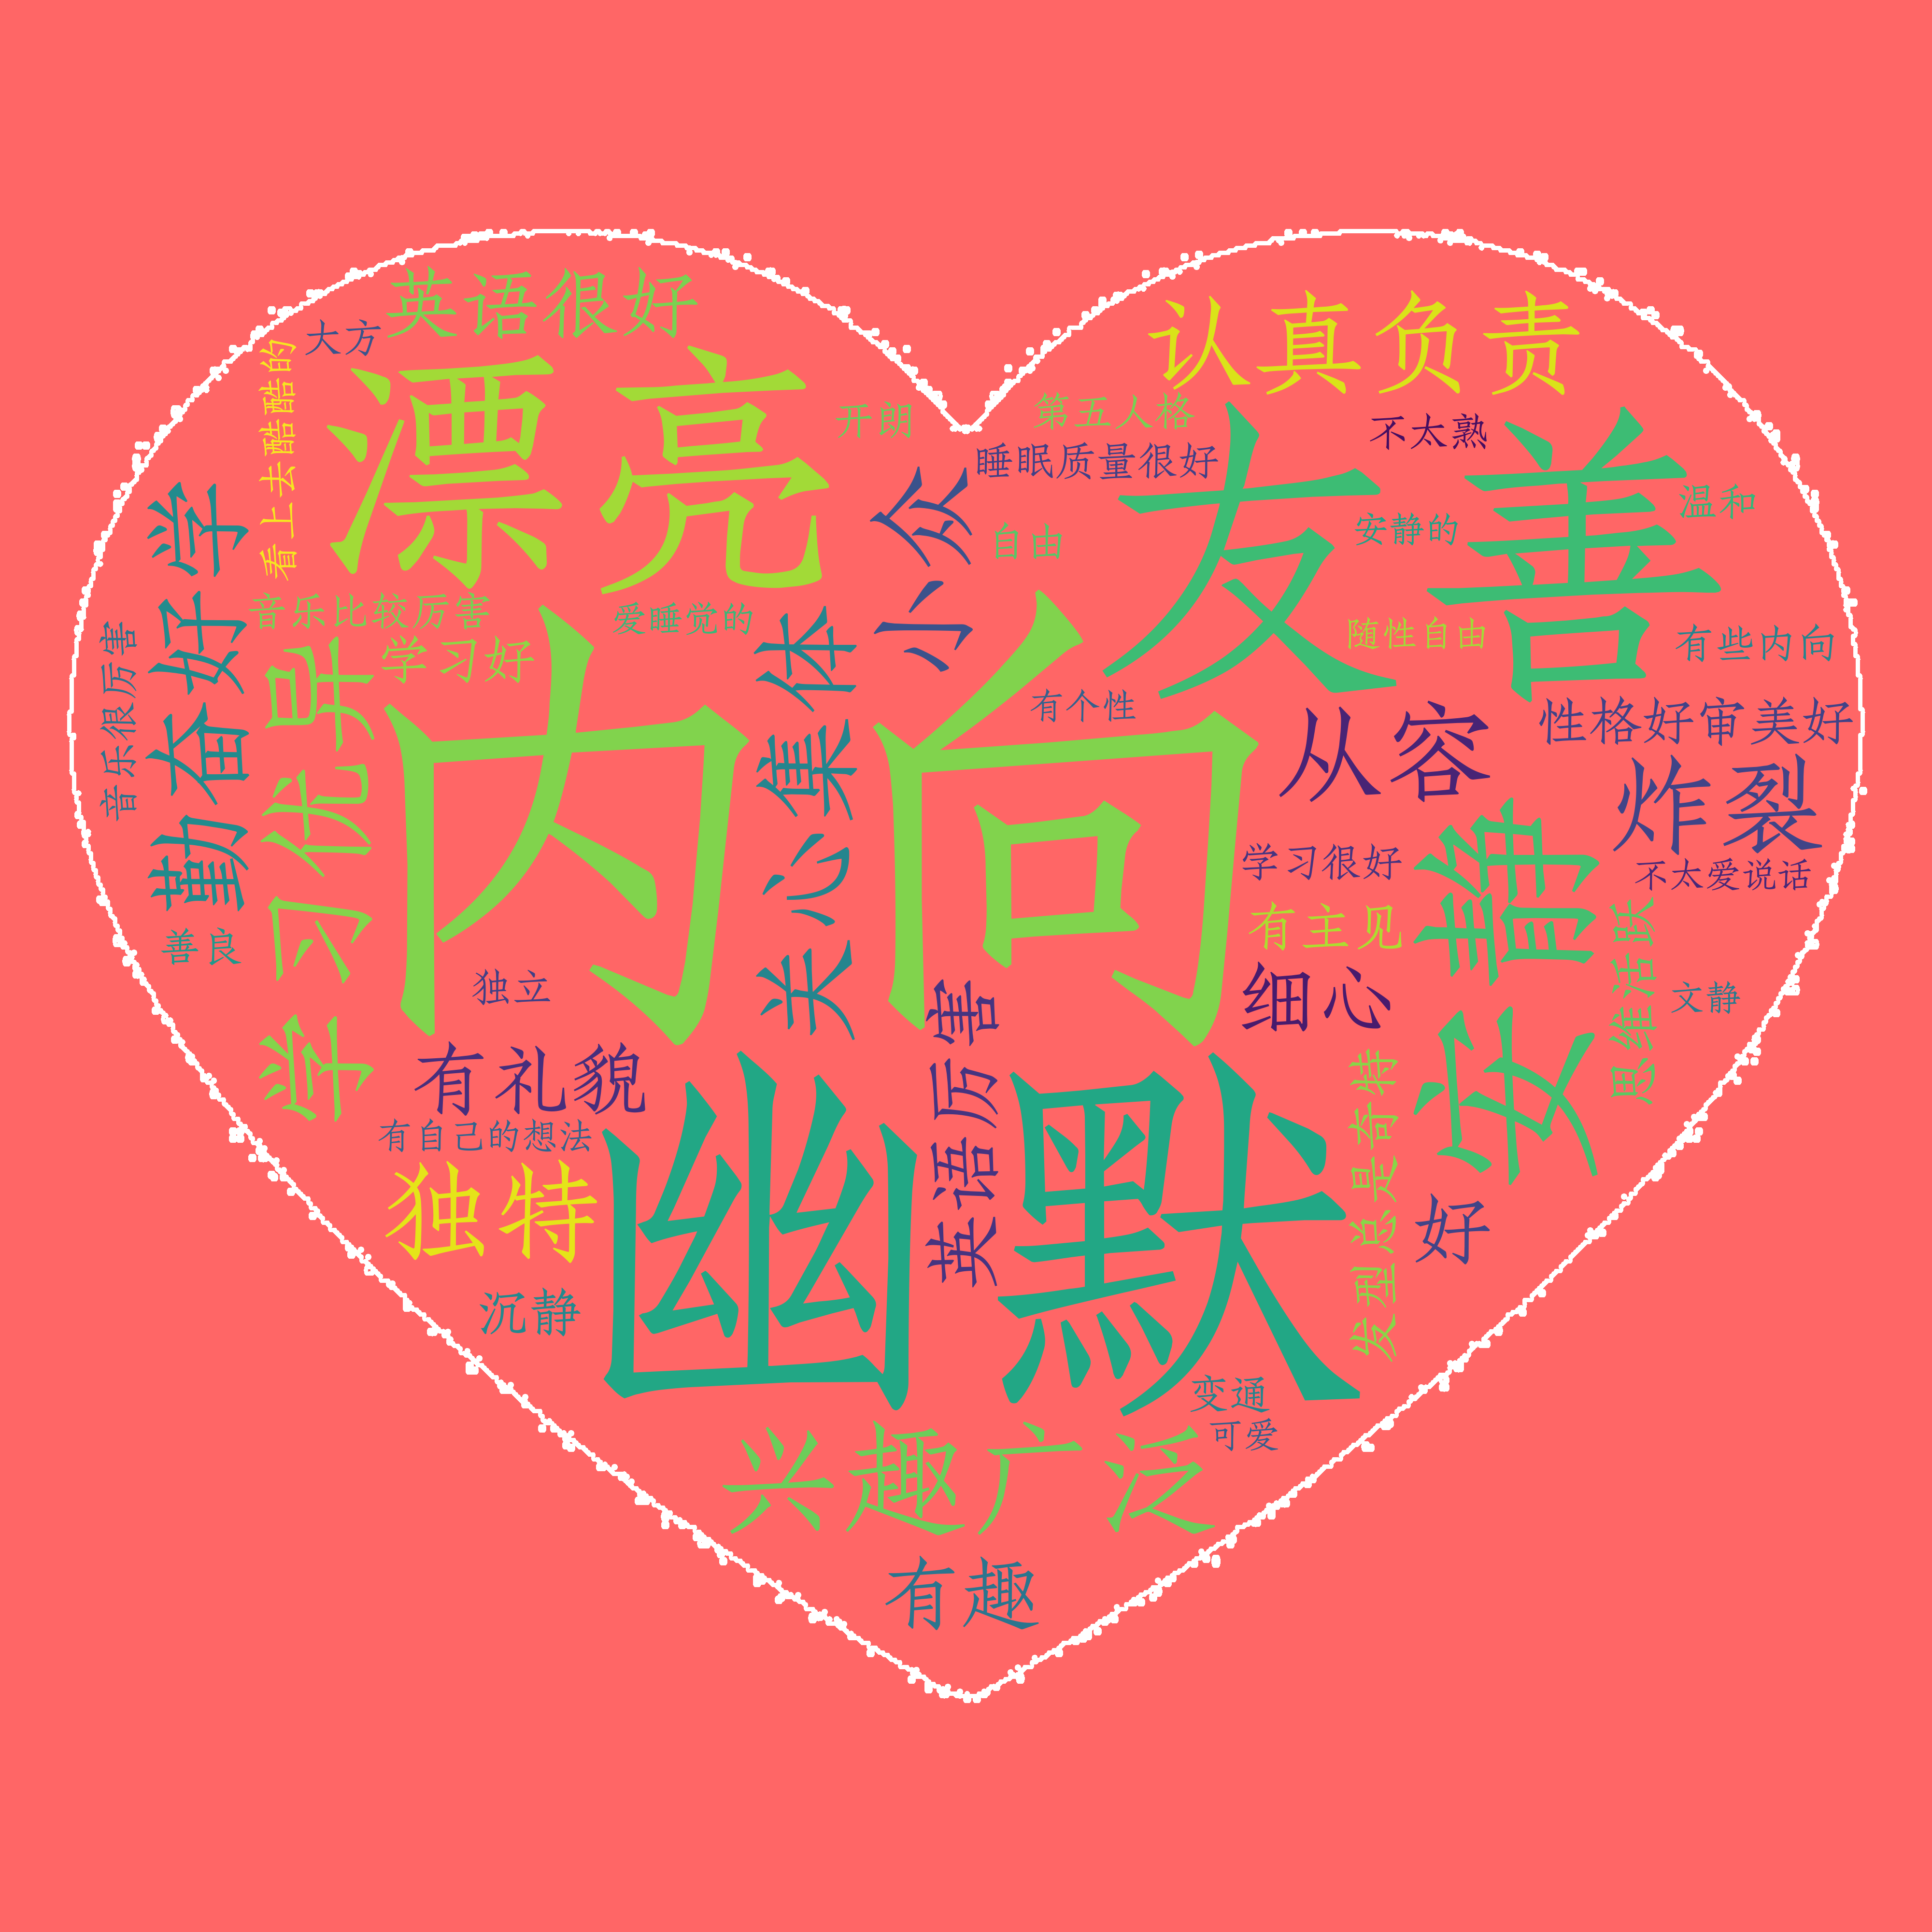 英语很好
大方
认真负责
漂亮
开朗
第五人格
不太熟
看上去酷酷的
睡眠质量很好
友善
小众
自由
安静的
温和
勤奋好学
音乐比较厉害
爱睡觉的
随性自由
有些内向
音乐很厉害
学习优异
学习好
内向
关心集体
有个性
从容
性格好审美好
炸裂
学习很好
不太爱说话
有主见
安静
善良
独立
细心
思维活跃
文静
有礼貌
英语厉害
有自己的想法
幽默
发型总是奇特
独特
好
沉静
变通
可爱
兴趣广泛
有趣